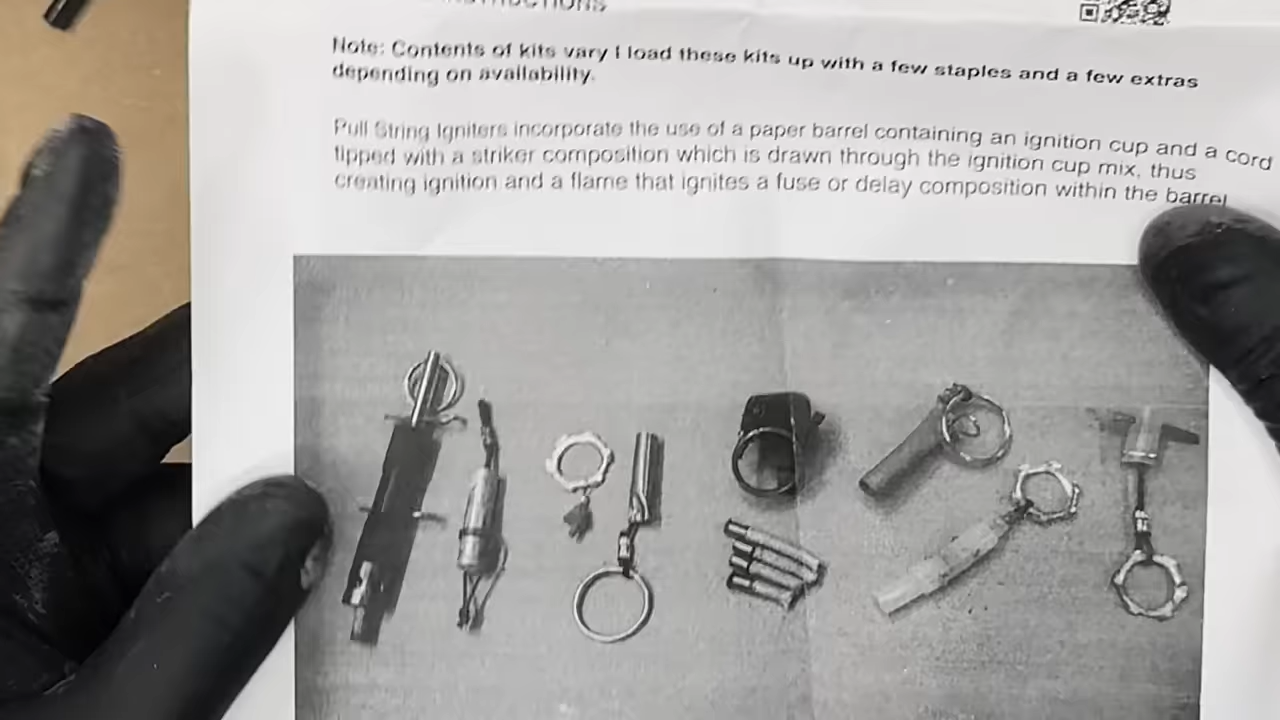 INSTRUCTIONS
Note: Contents of kits vary I load these kits up with a few staples and a few extras
depending on availability.
Pull String Igniters incorporate the use of a paper barrel containing an ignition cup and a cord
tipped with a striker composition which is drawn through the ignition cup mix, thus
creating ignition and a flame that ignites a fuse or delay composition within the barrel